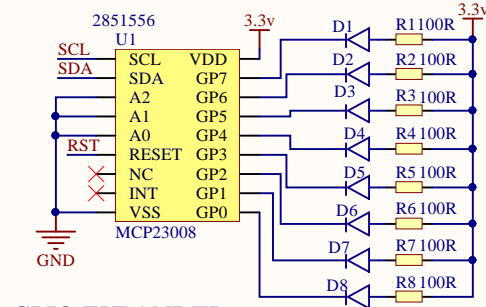 2851556
U1
3.3v
3.3v
SCL
SDA
RST
SCL VDD
SDA GP7
A2 GP6
A1 GP5
A0 GP4
RESET GP3
NC GP2
INT GP1
VSS GP0
MCP23008
GND
D1 R1100R
D2 R2 100R
D3 R3 100R
D4 R4 100R
D5 R5 100R
D6 R6 100R
D7 R7 100R
D8 R8 100R